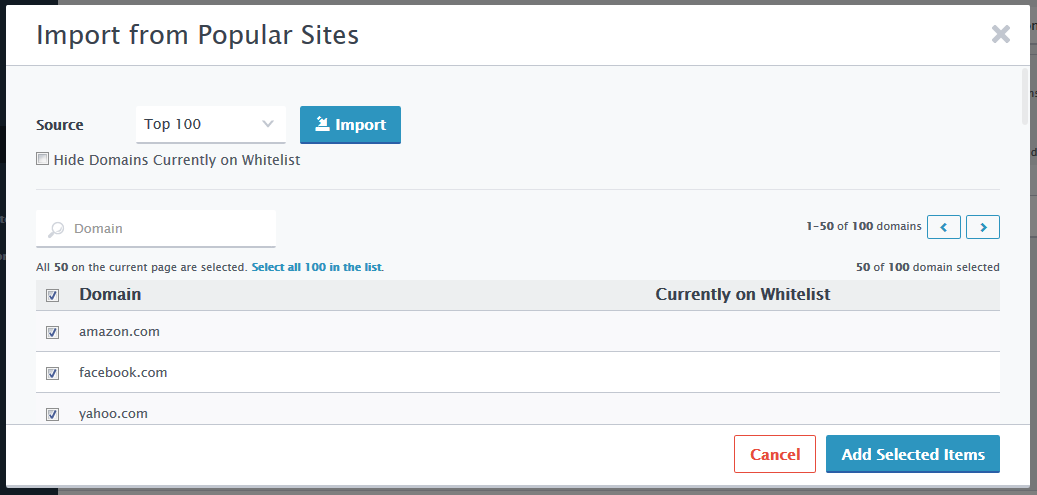 Import from Popular Sites
Source
Top 100
Import
Hide Domains Currently on Whitelist
Domain
1-50 of 100 domains
All 50 on the current page are selected. Select all 100 in the list.
50 of 100 domain selected
Domain
Currently on Whitelist
amazon.com
facebook.com
yahoo.com
Cancel
Add Selected Items